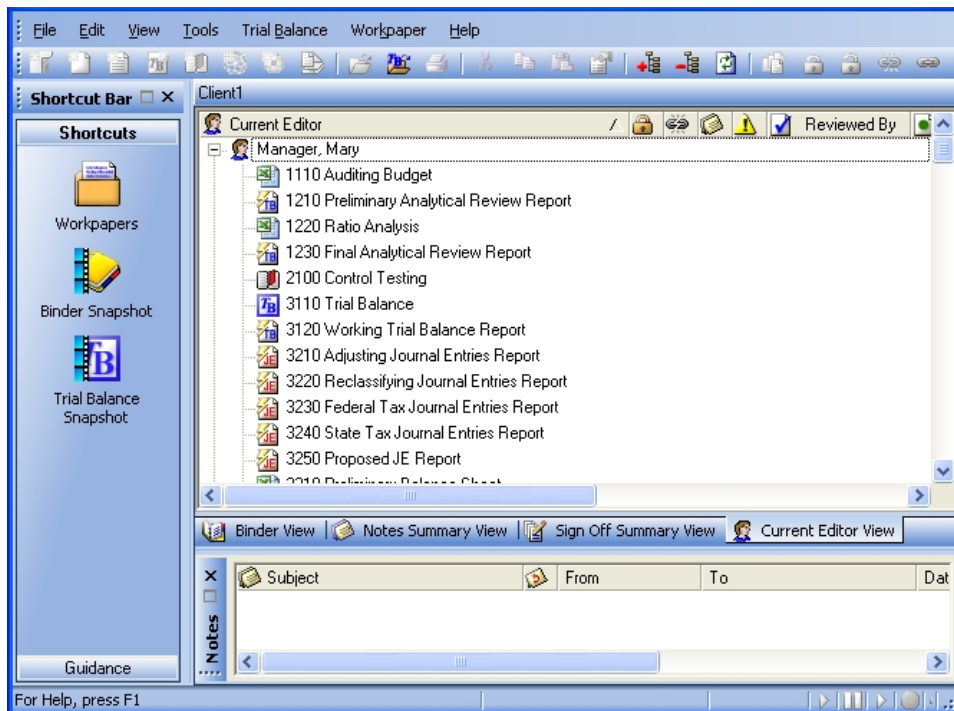 File Edit View Tools Trial Balance Workpaper Help
Shortcut Bar
Client1
Shortcuts
Workpapers
Binder Snapshot
Trial Balance
Snapshot
Guidance
Current Editor Reviewed By
Manager, Mary
1110 Auditing Budget
1210 Preliminary Analytical Review Report
1220 Ratio Analysis
1230 Final Analytical Review Report
2100 Control Testing
3110 Trial Balance
3120 Working Trial Balance Report
3210 Adjusting Journal Entries Report
3220 Reclassifying Journal Entries Report
3230 Federal Tax Journal Entries Report
3240 State Tax Journal Entries Report
3250 Proposed JE Report
Binder View Notes Summary View Sign Off Summary View Current Editor View
Notes
Subject From To Dat
For Help, press F1